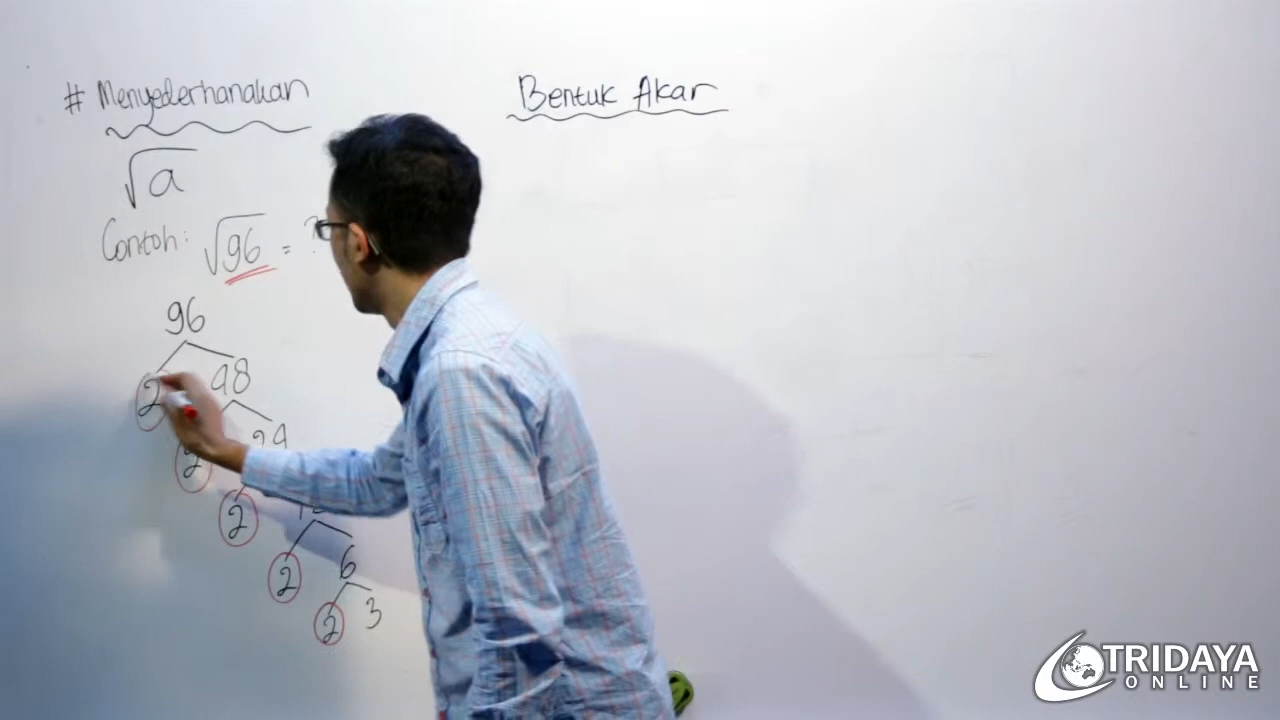 # Menyederhanakan Bentuk Akar
√a
Contoh: √96 = ?
96
2 48
2 24
2
2 6
2 3
TRIDAYA
ONLINE